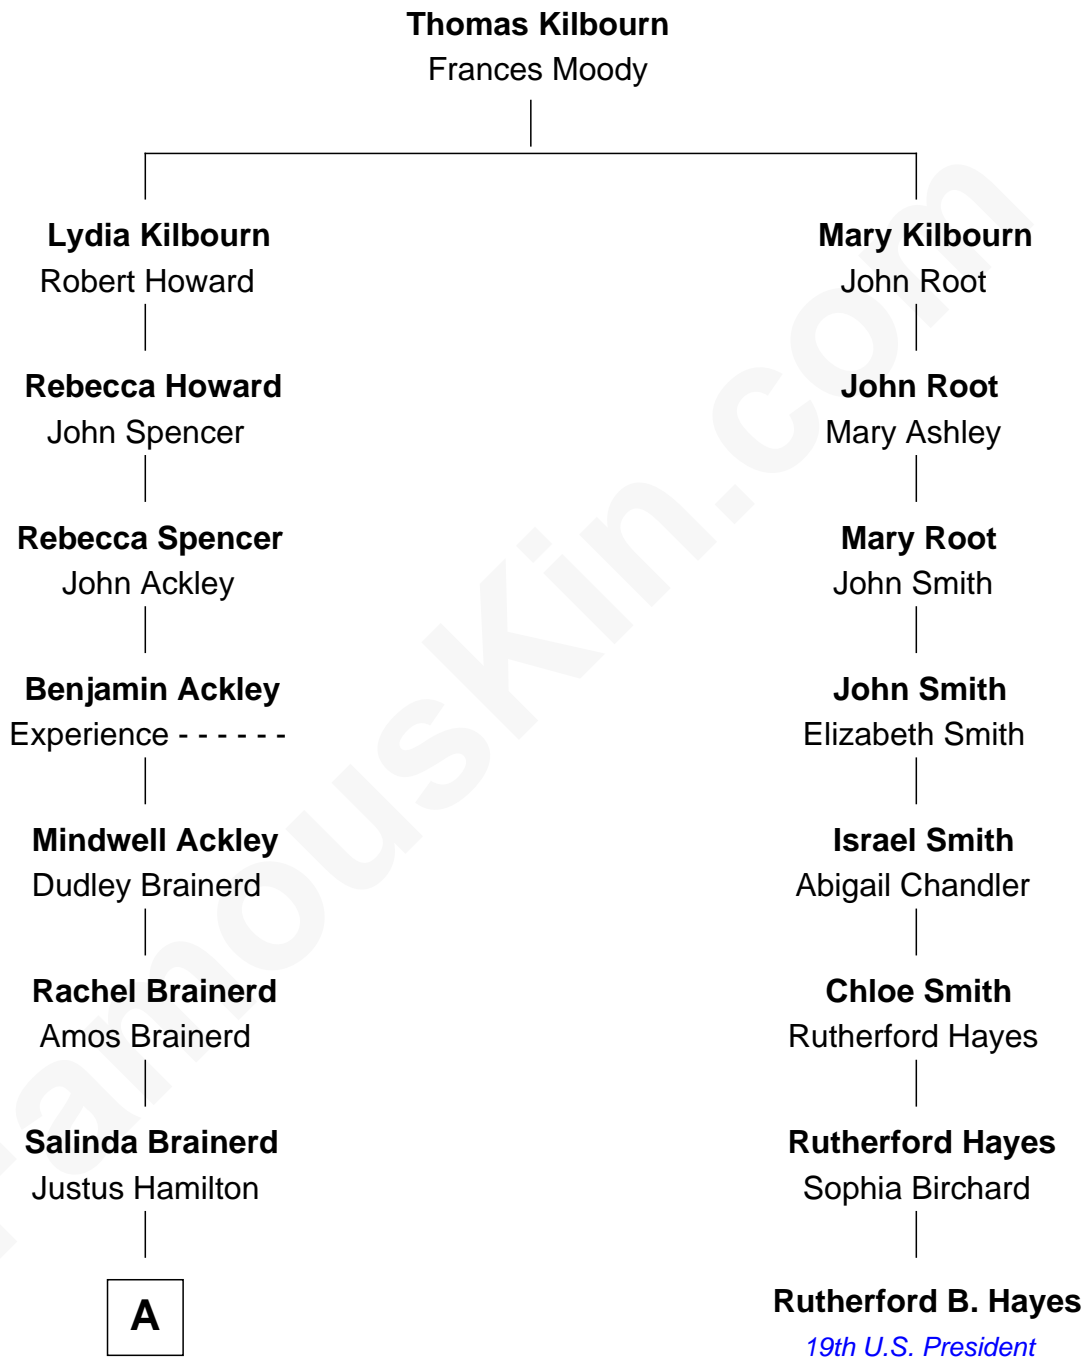 Thomas Kilbourn
Frances Moody
Lydia Kilbourn
Robert Howard
Mary Kilbourn
John Root
Rebecca Howard
John Spencer
John Root
Mary Ashley
Rebecca Spencer
John Ackley
Mary Root
John Smith
Benjamin Ackley
Experience - - - - - -
John Smith
Elizabeth Smith
Mindwell Ackley
Dudley Brainerd
Israel Smith
Abigail Chandler
Rachel Brainerd
Amos Brainerd
Chloe Smith
Rutherford Hayes
Salinda Brainerd
Justus Hamilton
Rutherford Hayes
Sophia Birchard
A
Rutherford B. Hayes
19th U.S. President
FamousKin.com